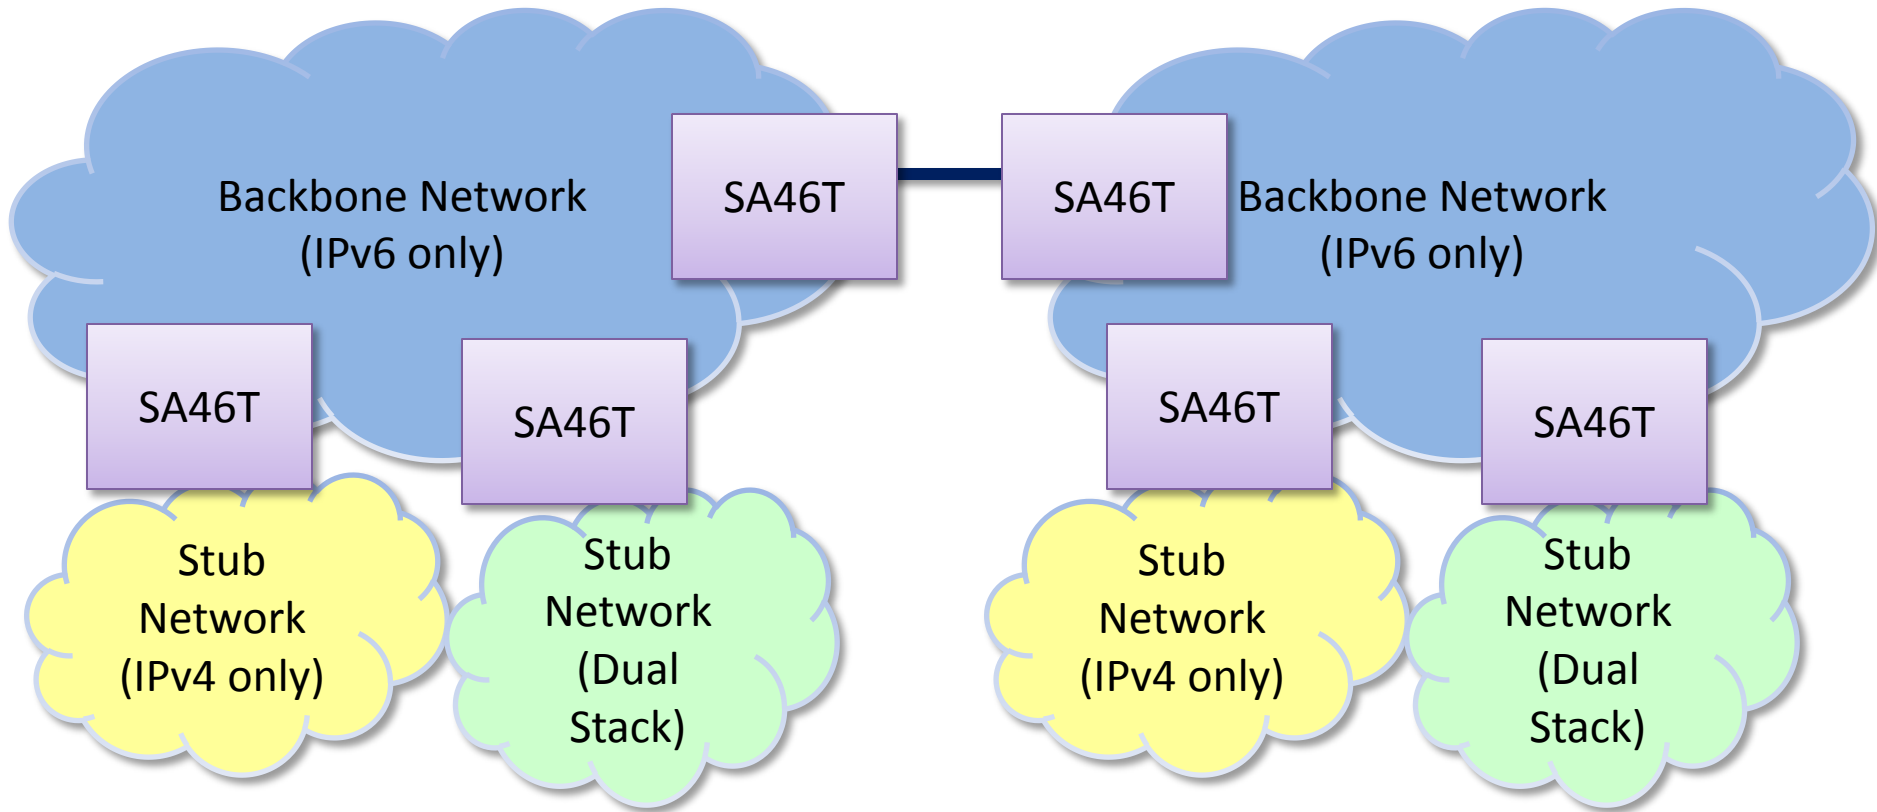 Backbone Network
(IPv6 only)
SA46T
SA46T
Backbone Network
(IPv6 only)
SA46T
SA46T
SA46T
SA46T
Stub
Network
(IPv4 only)
Stub
Network
(Dual
Stack)
Stub
Network
(IPv4 only)
Stub
Network
(Dual
Stack)